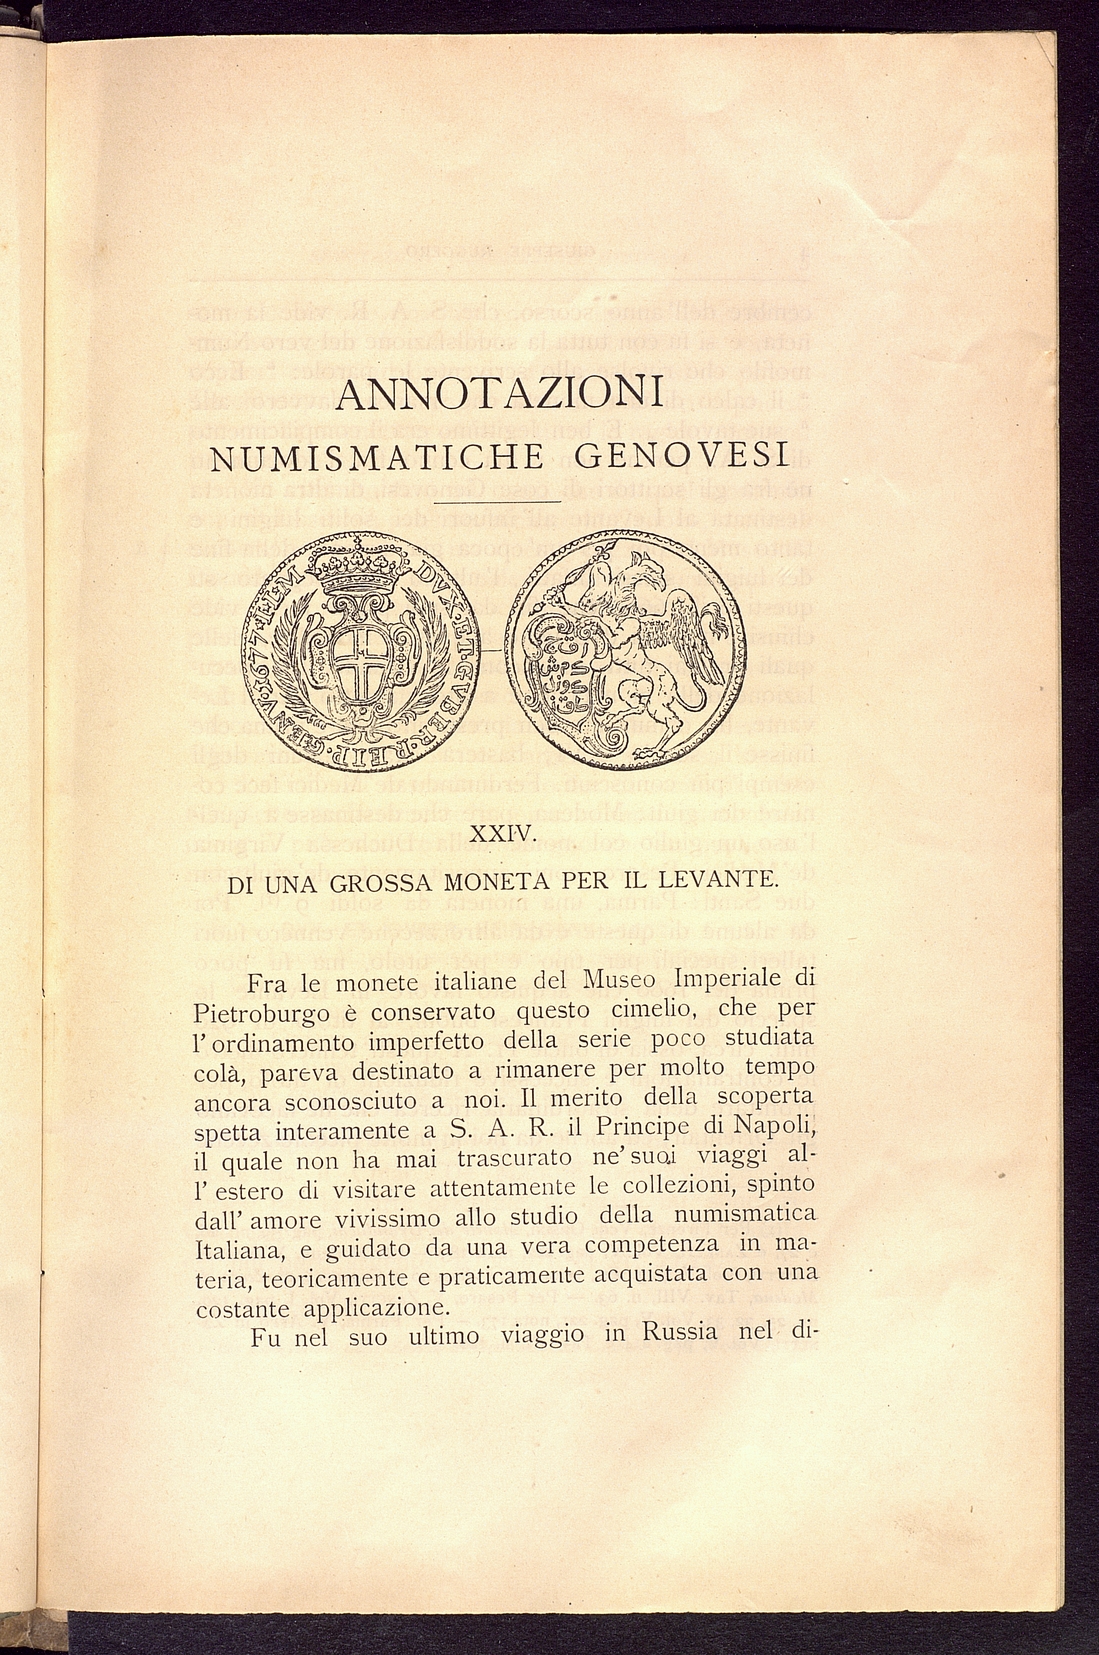 ANNOTAZIONI
NUMISMATICHE GENOVESI
DVX·ET·GVBER·REIP·GENV·1677·IEM
XXIV.
DI UNA GROSSA MONETA PER IL LEVANTE.
Fra le monete italiane del Museo Imperiale di
Pietroburgo è conservato questo cimelio, che per
l'ordinamento imperfetto della serie poco studiata
colà, pareva destinato a rimanere per molto tempo
ancora sconosciuto a noi. Il merito della scoperta
spetta interamente a S. A. R. il Principe di Napoli,
il quale non ha mai trascurato ne' suoi viaggi al-
l'estero di visitare attentamente le collezioni, spinto
dall'amore vivissimo allo studio della numismatica
Italiana, e guidato da una vera competenza in ma-
teria, teoricamente e praticamente acquistata con una
costante applicazione.
Fu nel suo ultimo viaggio in Russia nel di-